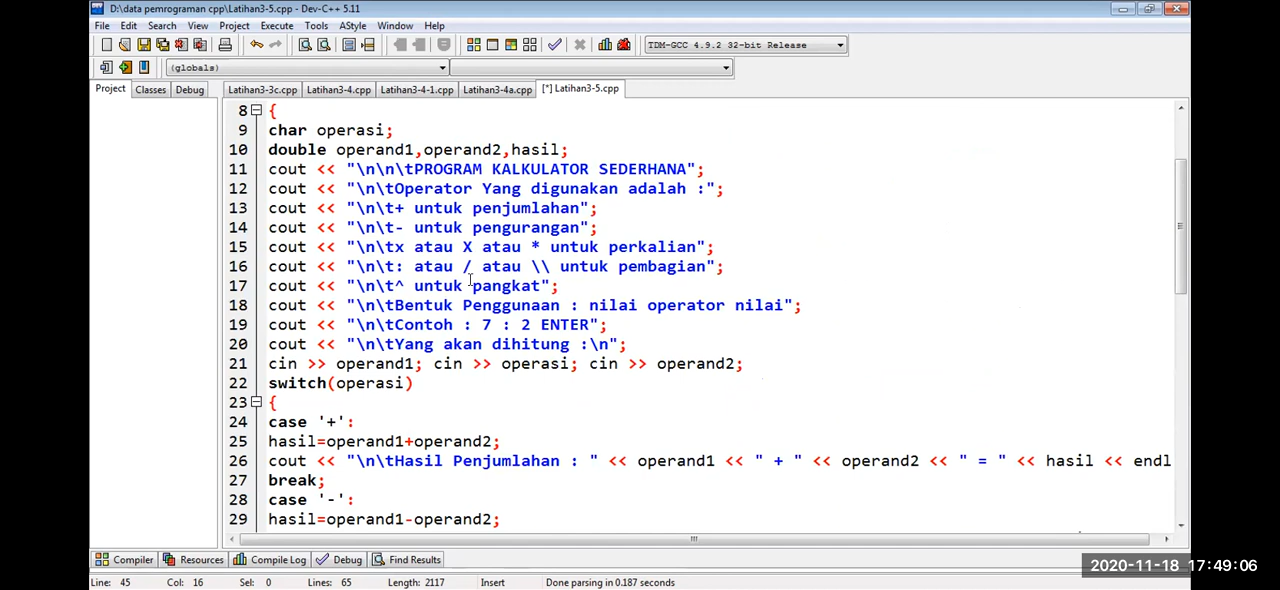 D:\data pemrograman cpp\Latihan3-5.cpp - Dev-C++ 5.11
File Edit Search View Project Execute Tools AStyle Window Help
TDM-GCC 4.9.2 32-bit Release
(globals)
Project Classes Debug Latihan3-3c.cpp Latihan3-4.cpp Latihan3-4-1.cpp Latihan3-4a.cpp [*] Latihan3-5.cpp
8 {
9 char operasi;
10 double operand1,operand2,hasil;
11 cout << "\n\n\tPROGRAM KALKULATOR SEDERHANA";
12 cout << "\n\tOperator Yang digunakan adalah :";
13 cout << "\n\t+ untuk penjumlahan";
14 cout << "\n\t- untuk pengurangan";
15 cout << "\n\tx atau X atau * untuk perkalian";
16 cout << "\n\t: atau / atau \\ untuk pembagian";
17 cout << "\n\t^ untuk pangkat";
18 cout << "\n\tBentuk Penggunaan : nilai operator nilai";
19 cout << "\n\tContoh : 7 : 2 ENTER";
20 cout << "\n\tYang akan dihitung :\n";
21 cin >> operand1; cin >> operasi; cin >> operand2;
22 switch(operasi)
23 {
24 case '+':
25 hasil=operand1+operand2;
26 cout << "\n\tHasil Penjumlahan : " << operand1 << " + " << operand2 << " = " << hasil << endl
27 break;
28 case '-':
29 hasil=operand1-operand2;
Compiler Resources Compile Log Debug Find Results
2020-11-18 17:49:06
Line: 45 Col: 16 Sel: 0 Lines: 65 Length: 2117 Insert Done parsing in 0.187 seconds